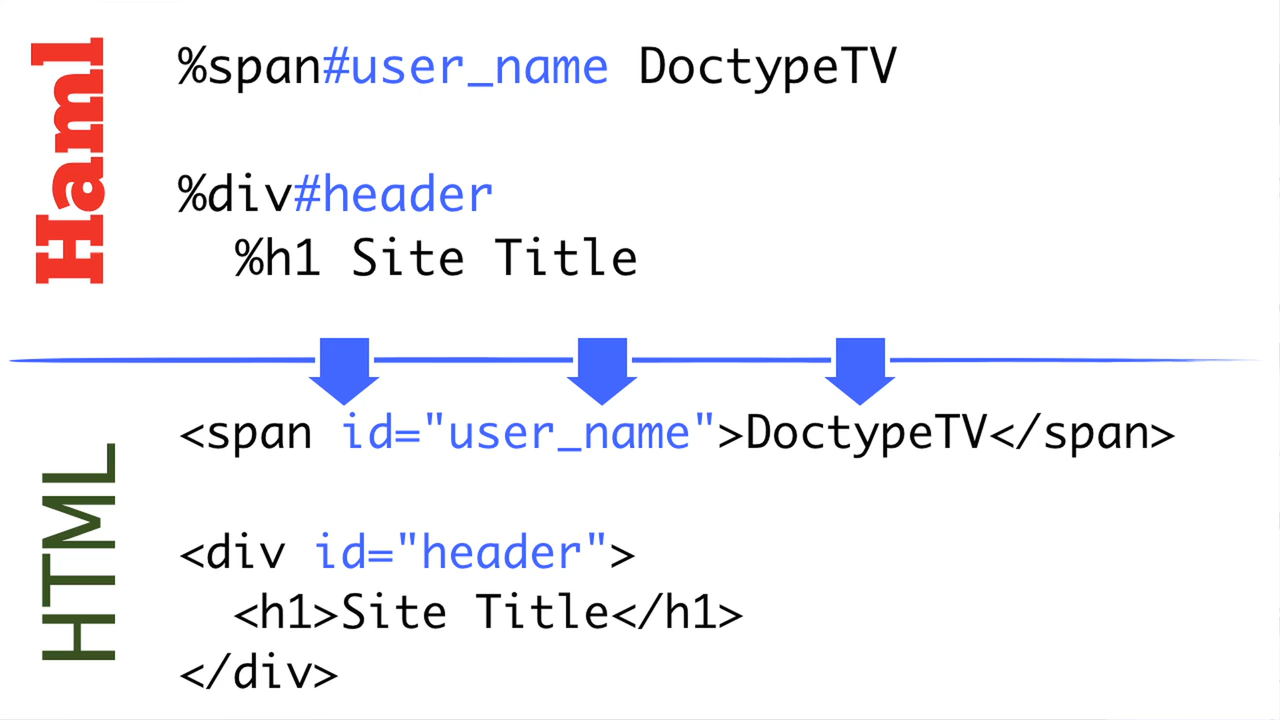 Haml
%span#user_name DoctypeTV
%div#header
  %h1 Site Title
HTML
<span id="user_name">DoctypeTV</span>
<div id="header">
  <h1>Site Title</h1>
</div>